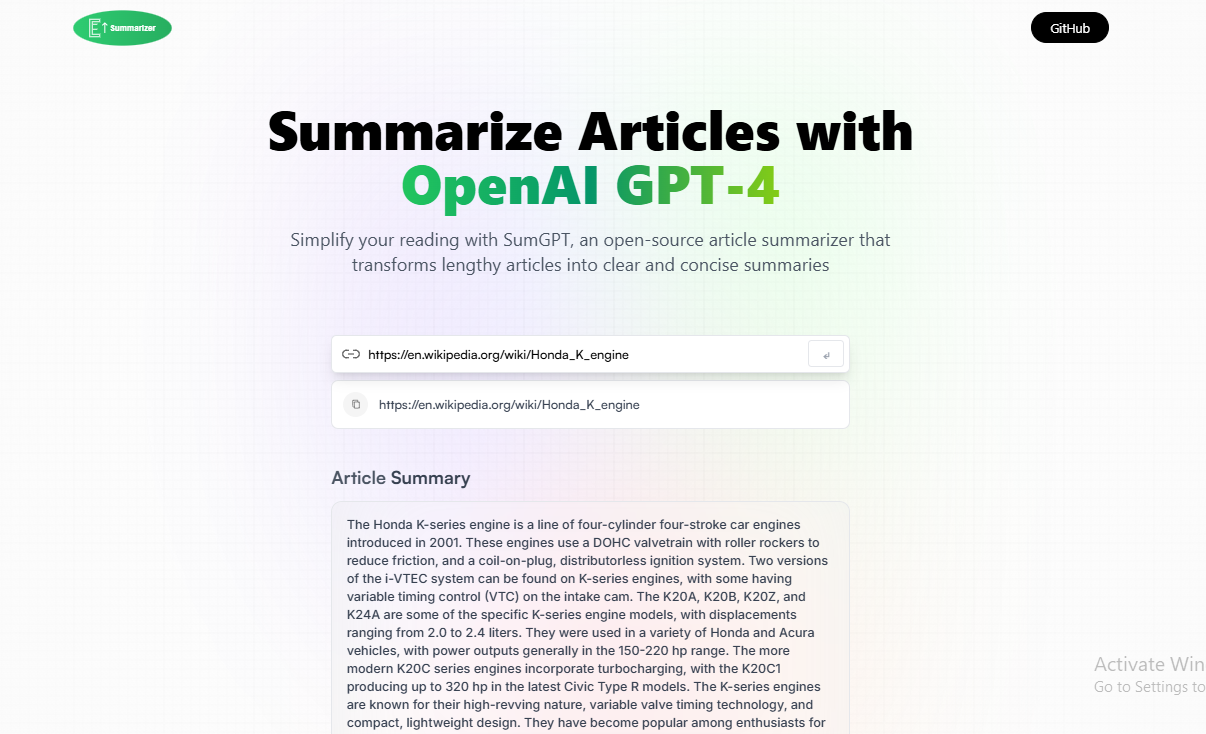 E↑ Summarizer
GitHub
Summarize Articles with
OpenAI GPT-4
Simplify your reading with SumGPT, an open-source article summarizer that
transforms lengthy articles into clear and concise summaries
https://en.wikipedia.org/wiki/Honda_K_engine
https://en.wikipedia.org/wiki/Honda_K_engine
Article Summary
The Honda K-series engine is a line of four-cylinder four-stroke car engines
introduced in 2001. These engines use a DOHC valvetrain with roller rockers to
reduce friction, and a coil-on-plug, distributorless ignition system. Two versions
of the i-VTEC system can be found on K-series engines, with some having
variable timing control (VTC) on the intake cam. The K20A, K20B, K20Z, and
K24A are some of the specific K-series engine models, with displacements
ranging from 2.0 to 2.4 liters. They were used in a variety of Honda and Acura
vehicles, with power outputs generally in the 150-220 hp range. The more
modern K20C series engines incorporate turbocharging, with the K20C1
producing up to 320 hp in the latest Civic Type R models. The K-series engines
are known for their high-revving nature, variable valve timing technology, and
compact, lightweight design. They have become popular among enthusiasts for
Activate Win
Go to Settings to